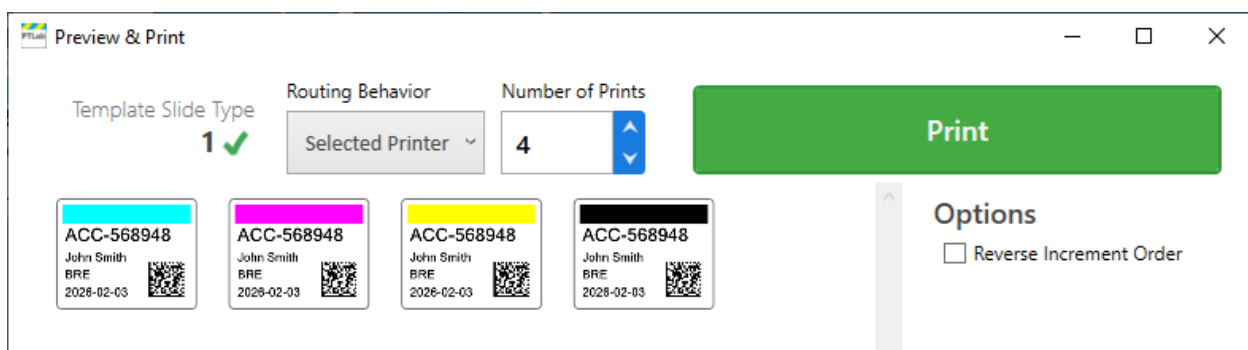 PTLab Preview & Print
Template Slide Type
1
Routing Behavior
Selected Printer
Number of Prints
4
Print
ACC-568948
John Smith
BRE
2026-02-03
ACC-568948
John Smith
BRE
2026-02-03
ACC-568948
John Smith
BRE
2026-02-03
ACC-568948
John Smith
BRE
2026-02-03
Options
Reverse Increment Order